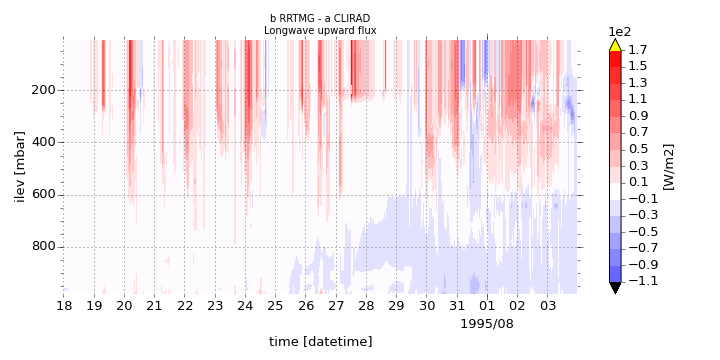 b RRTMG - a CLIRAD
Longwave upward flux
1e2
1.7
1.5
1.3
1.1
0.9
0.7
0.5
0.3
0.1
−0.1
−0.3
−0.5
−0.7
−0.9
−1.1
[W/m2]
200
400
600
800
ilev [mbar]
18 19 20 21 22 23 24 25 26 27 28 29 30 31 01 02 03
1995/08
time [datetime]